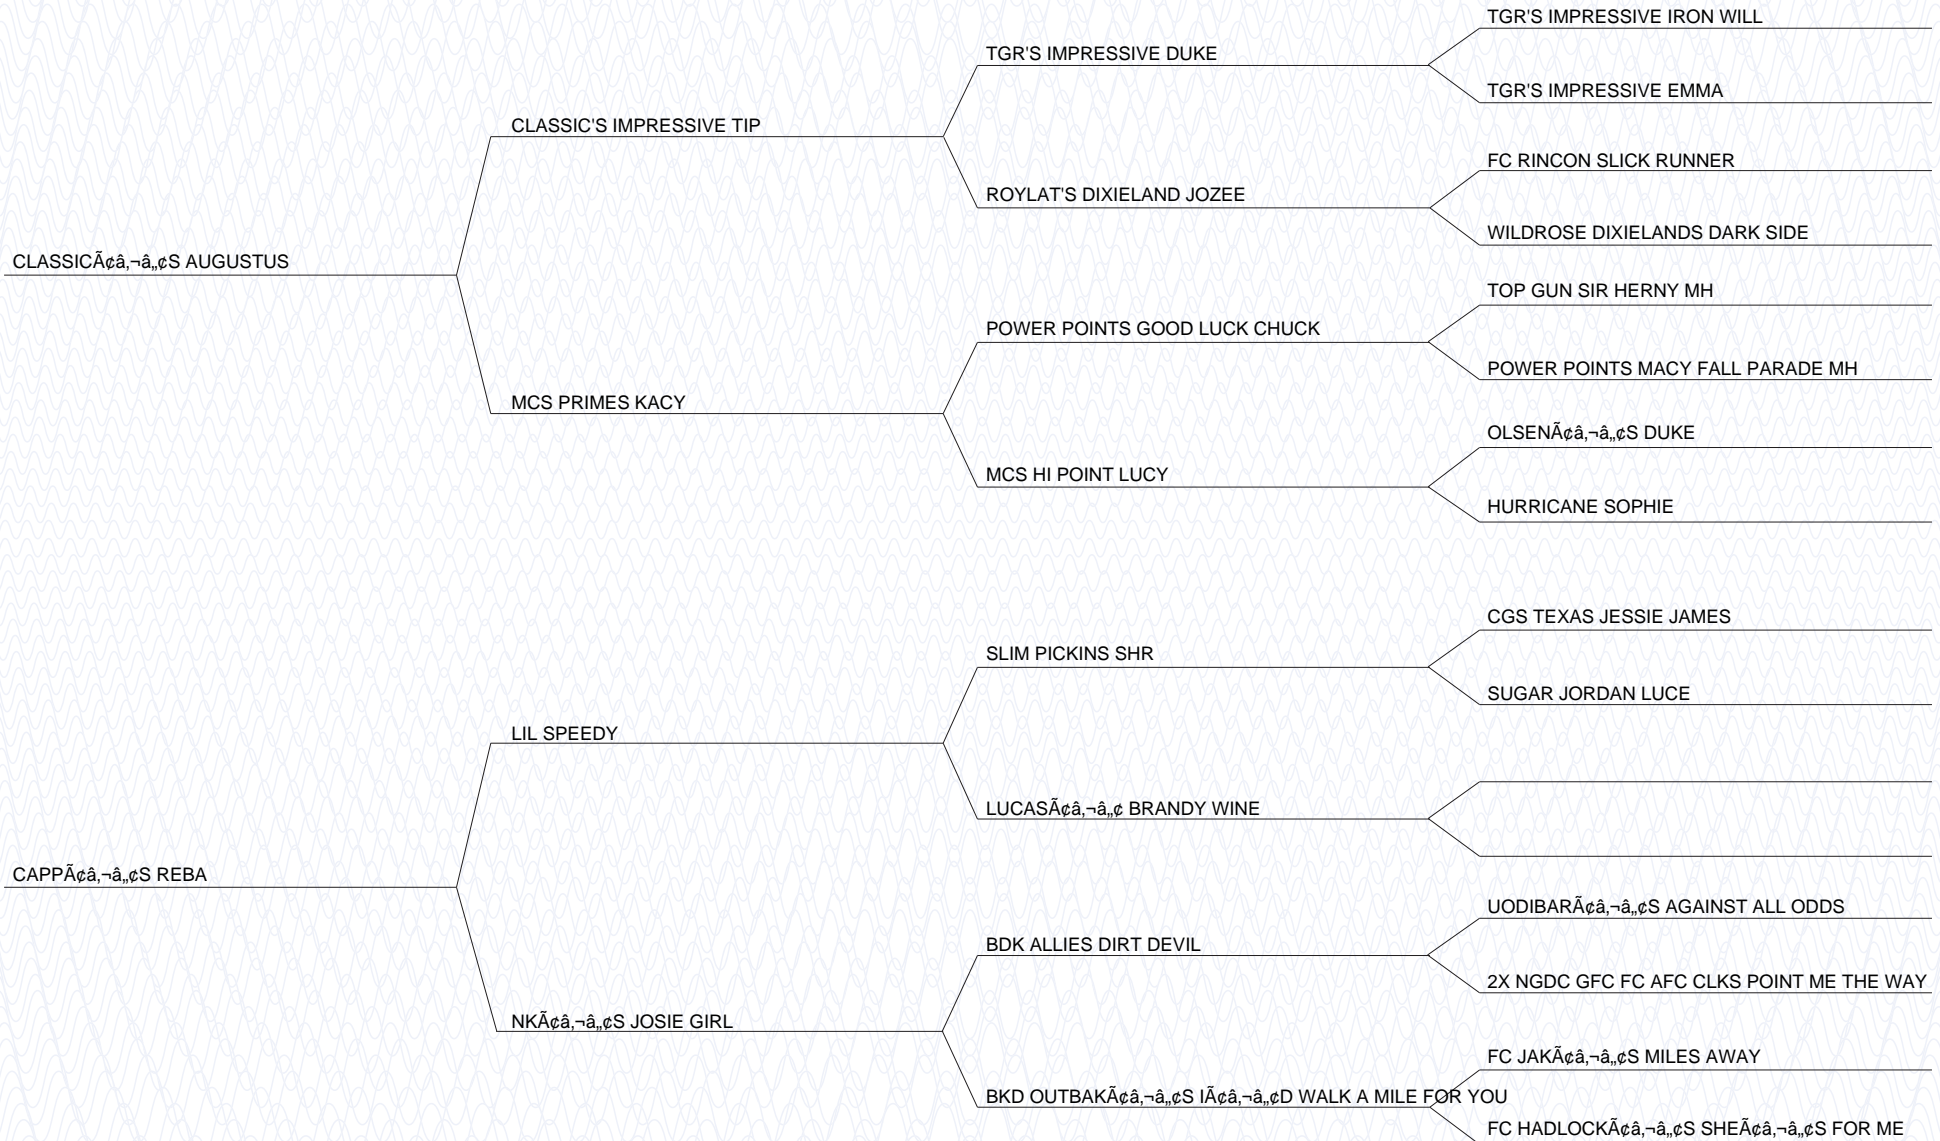 TGR'S IMPRESSIVE IRON WILL
TGR'S IMPRESSIVE DUKE
TGR'S IMPRESSIVE EMMA
CLASSIC'S IMPRESSIVE TIP
FC RINCON SLICK RUNNER
ROYLAT'S DIXIELAND JOZEE
WILDROSE DIXIELANDS DARK SIDE
CLASSICÃ¢â‚¬â„¢S AUGUSTUS
TOP GUN SIR HERNY MH
POWER POINTS GOOD LUCK CHUCK
POWER POINTS MACY FALL PARADE MH
MCS PRIMES KACY
OLSENÃ¢â‚¬â„¢S DUKE
MCS HI POINT LUCY
HURRICANE SOPHIE
CGS TEXAS JESSIE JAMES
SLIM PICKINS SHR
SUGAR JORDAN LUCE
LIL SPEEDY
LUCASÃ¢â‚¬â„¢ BRANDY WINE
CAPPÃ¢â‚¬â„¢S REBA
UODIBARÃ¢â‚¬â„¢S AGAINST ALL ODDS
BDK ALLIES DIRT DEVIL
2X NGDC GFC FC AFC CLKS POINT ME THE WAY
NKÃ¢â‚¬â„¢S JOSIE GIRL
FC JAKÃ¢â‚¬â„¢S MILES AWAY
BKD OUTBAKÃ¢â‚¬â„¢S IÃ¢â‚¬â„¢D WALK A MILE FOR YOU
FC HADLOCKÃ¢â‚¬â„¢S SHEÃ¢â‚¬â„¢S FOR ME